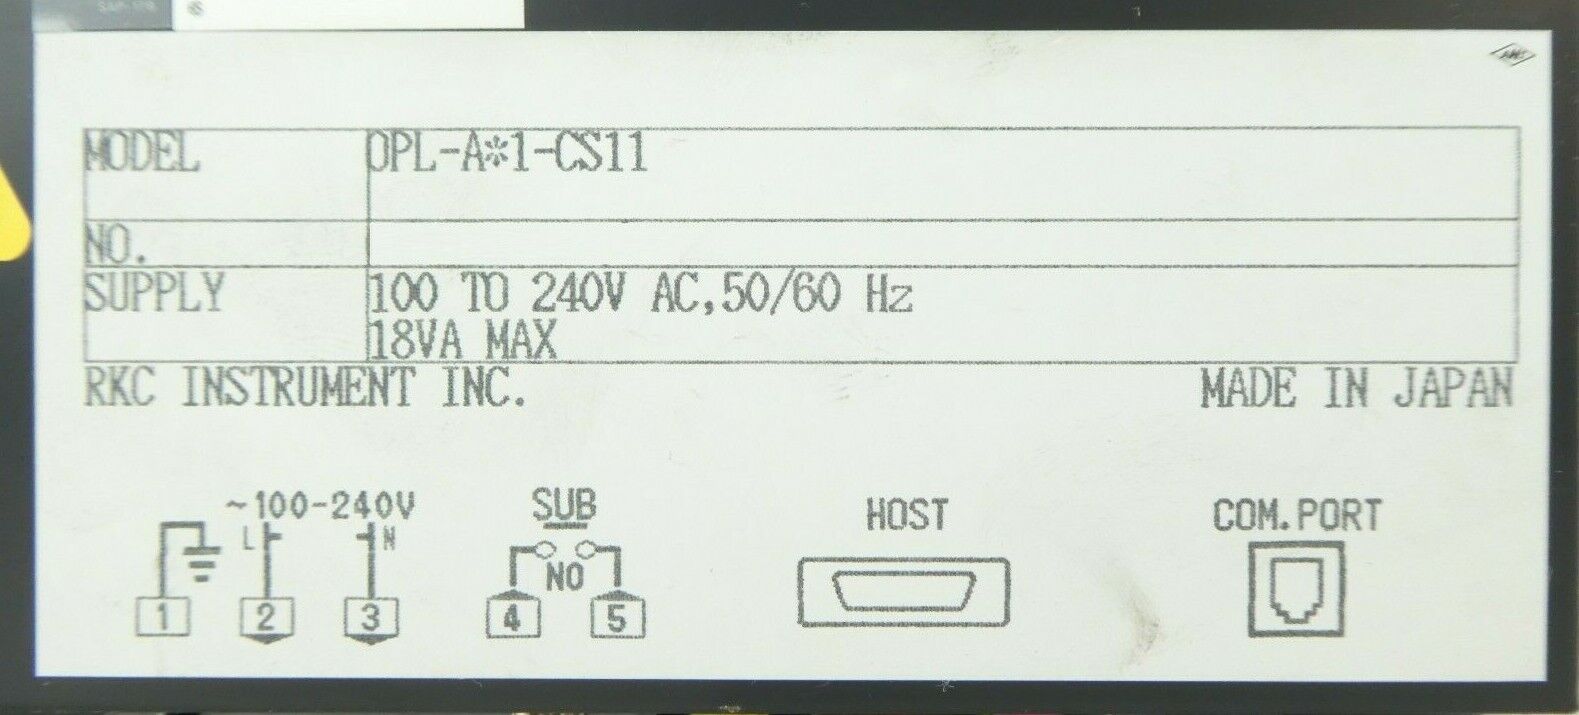 MODEL OPL-A*1-CS11
NO.
SUPPLY 100 TO 240V AC,50/60 Hz
18VA MAX
RKC INSTRUMENT INC. MADE IN JAPAN
~100-240V SUB HOST COM.PORT
L N NO
1 2 3 4 5